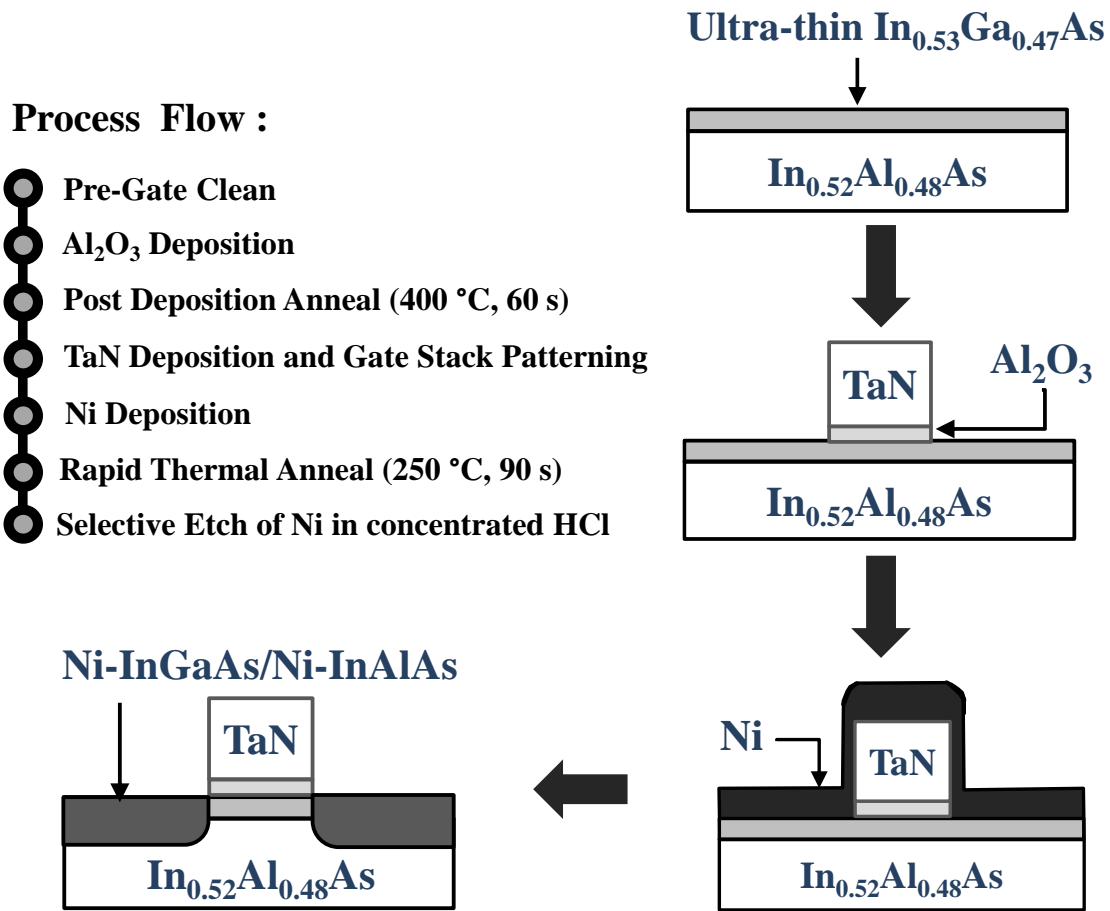 Ultra-thin In₀.₅₃Ga₀.₄₇As
Process Flow :
Pre-Gate Clean
Al₂O₃ Deposition
Post Deposition Anneal (400 °C, 60 s)
TaN Deposition and Gate Stack Patterning
Ni Deposition
Rapid Thermal Anneal (250 °C, 90 s)
Selective Etch of Ni in concentrated HCl
In₀.₅₂Al₀.₄₈As
TaN
Al₂O₃
In₀.₅₂Al₀.₄₈As
Ni
TaN
In₀.₅₂Al₀.₄₈As
Ni-InGaAs/Ni-InAlAs
TaN
In₀.₅₂Al₀.₄₈As